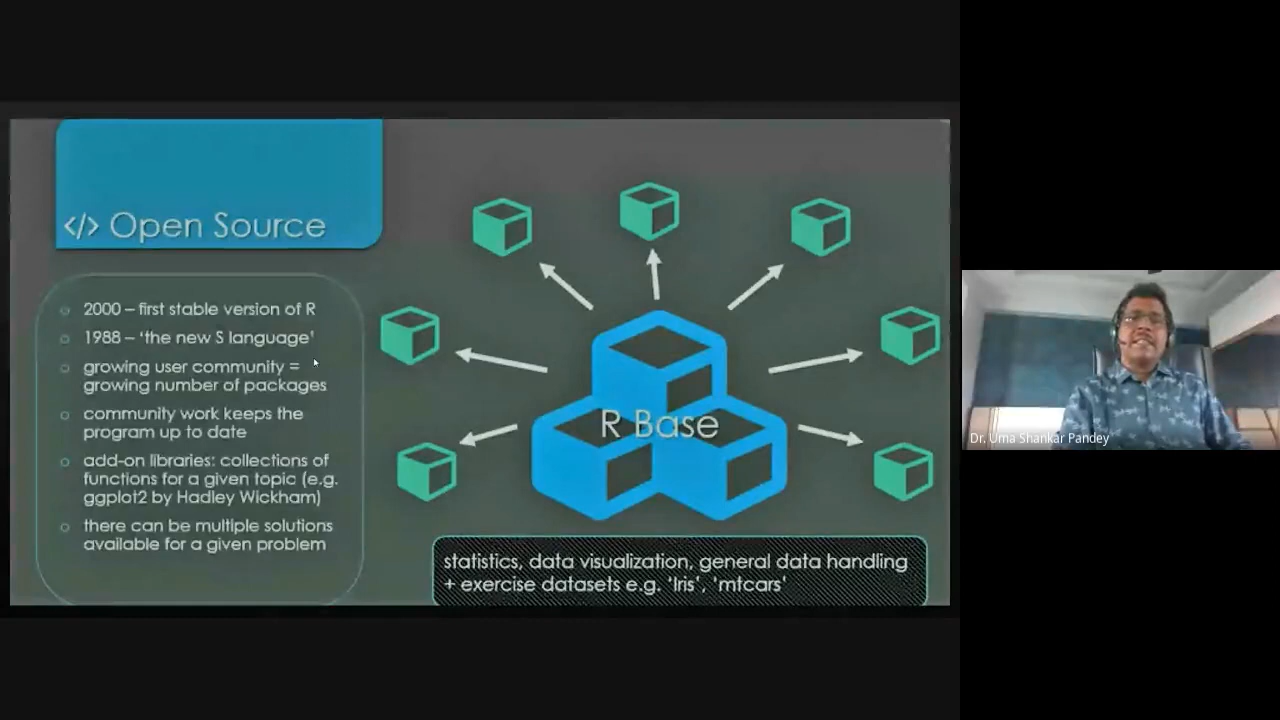 </> Open Source
2000 – first stable version of R
1988 – ‘the new S language’
growing user community =
growing number of packages
community work keeps the
program up to date
add-on libraries: collections of
functions for a given topic (e.g.
ggplot2 by Hadley Wickham)
there can be multiple solutions
available for a given problem
R Base
statistics, data visualization, general data handling
+ exercise datasets e.g. ‘Iris’, ‘mtcars’
Dr. Uma Shankar Pandey